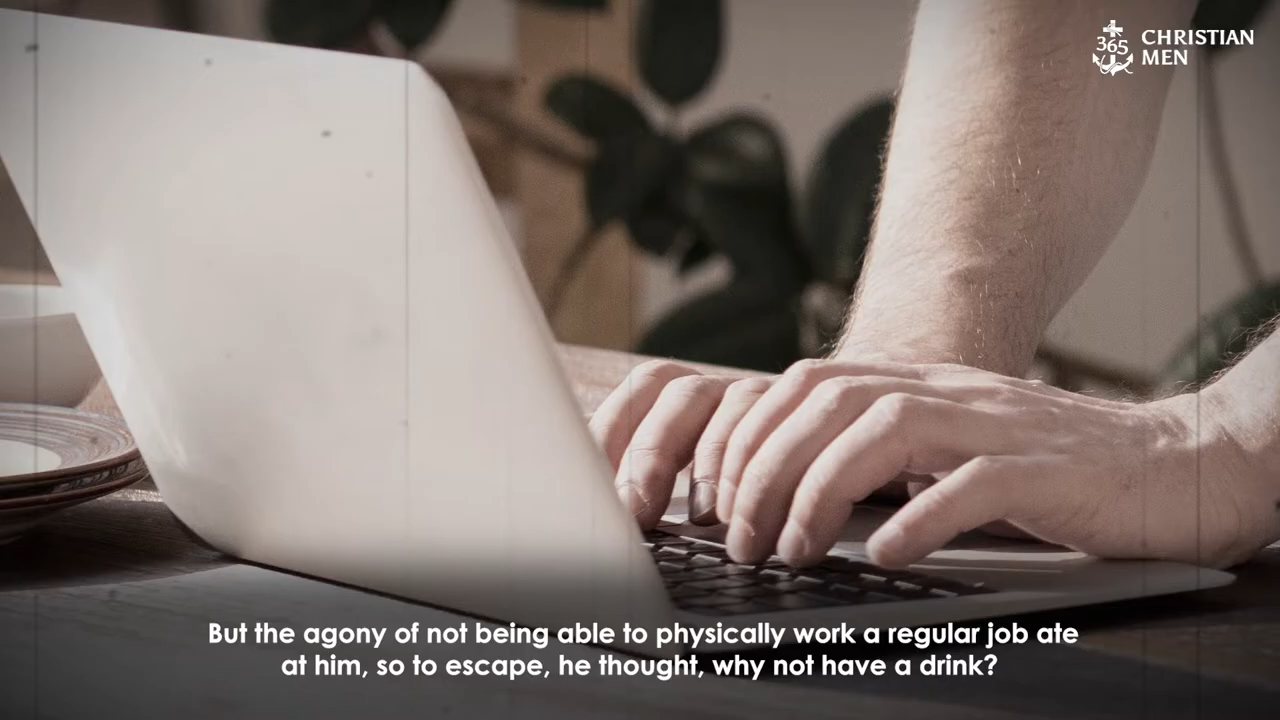 365
CHRISTIAN
MEN
But the agony of not being able to physically work a regular job ate
at him, so to escape, he thought, why not have a drink?